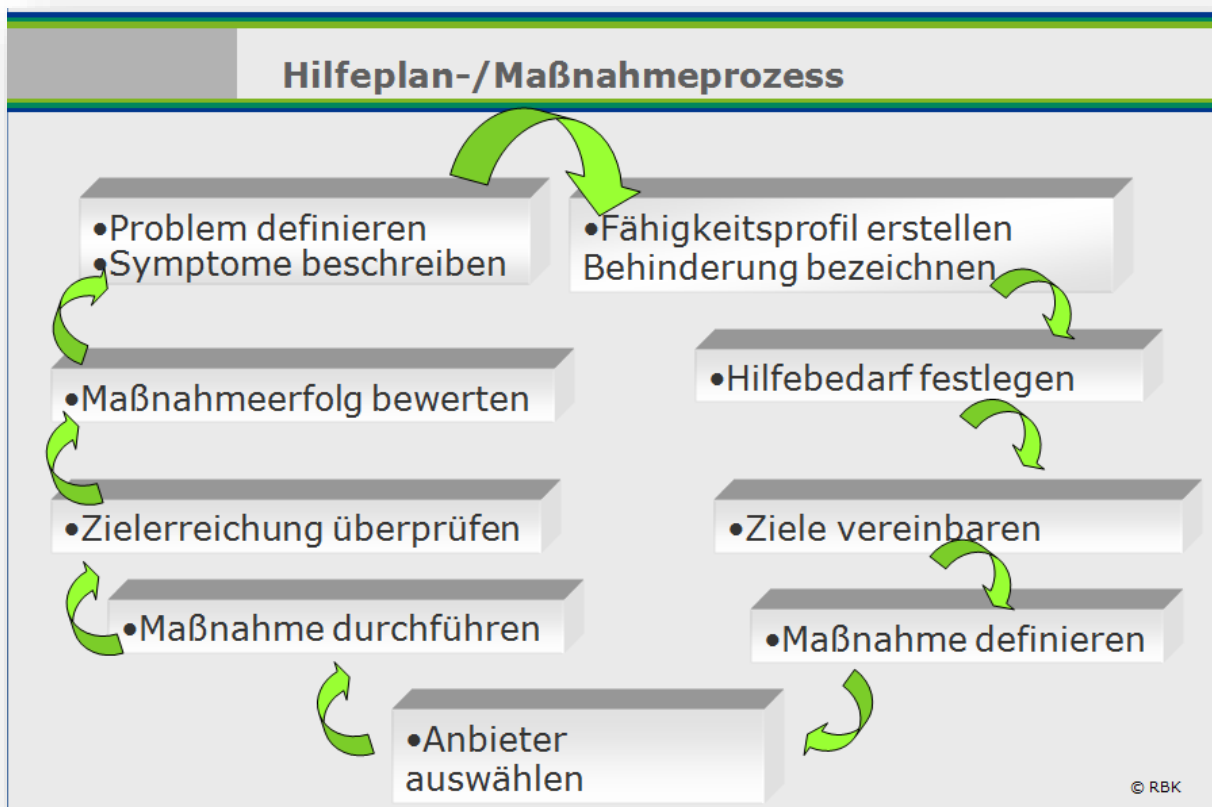 Hilfeplan-/Maßnahmeprozess
•Problem definieren
•Symptome beschreiben
•Fähigkeitsprofil erstellen
Behinderung bezeichnen
•Hilfebedarf festlegen
•Ziele vereinbaren
•Maßnahme definieren
•Anbieter
auswählen
•Maßnahme durchführen
•Zielerreichung überprüfen
•Maßnahmeerfolg bewerten
© RBK